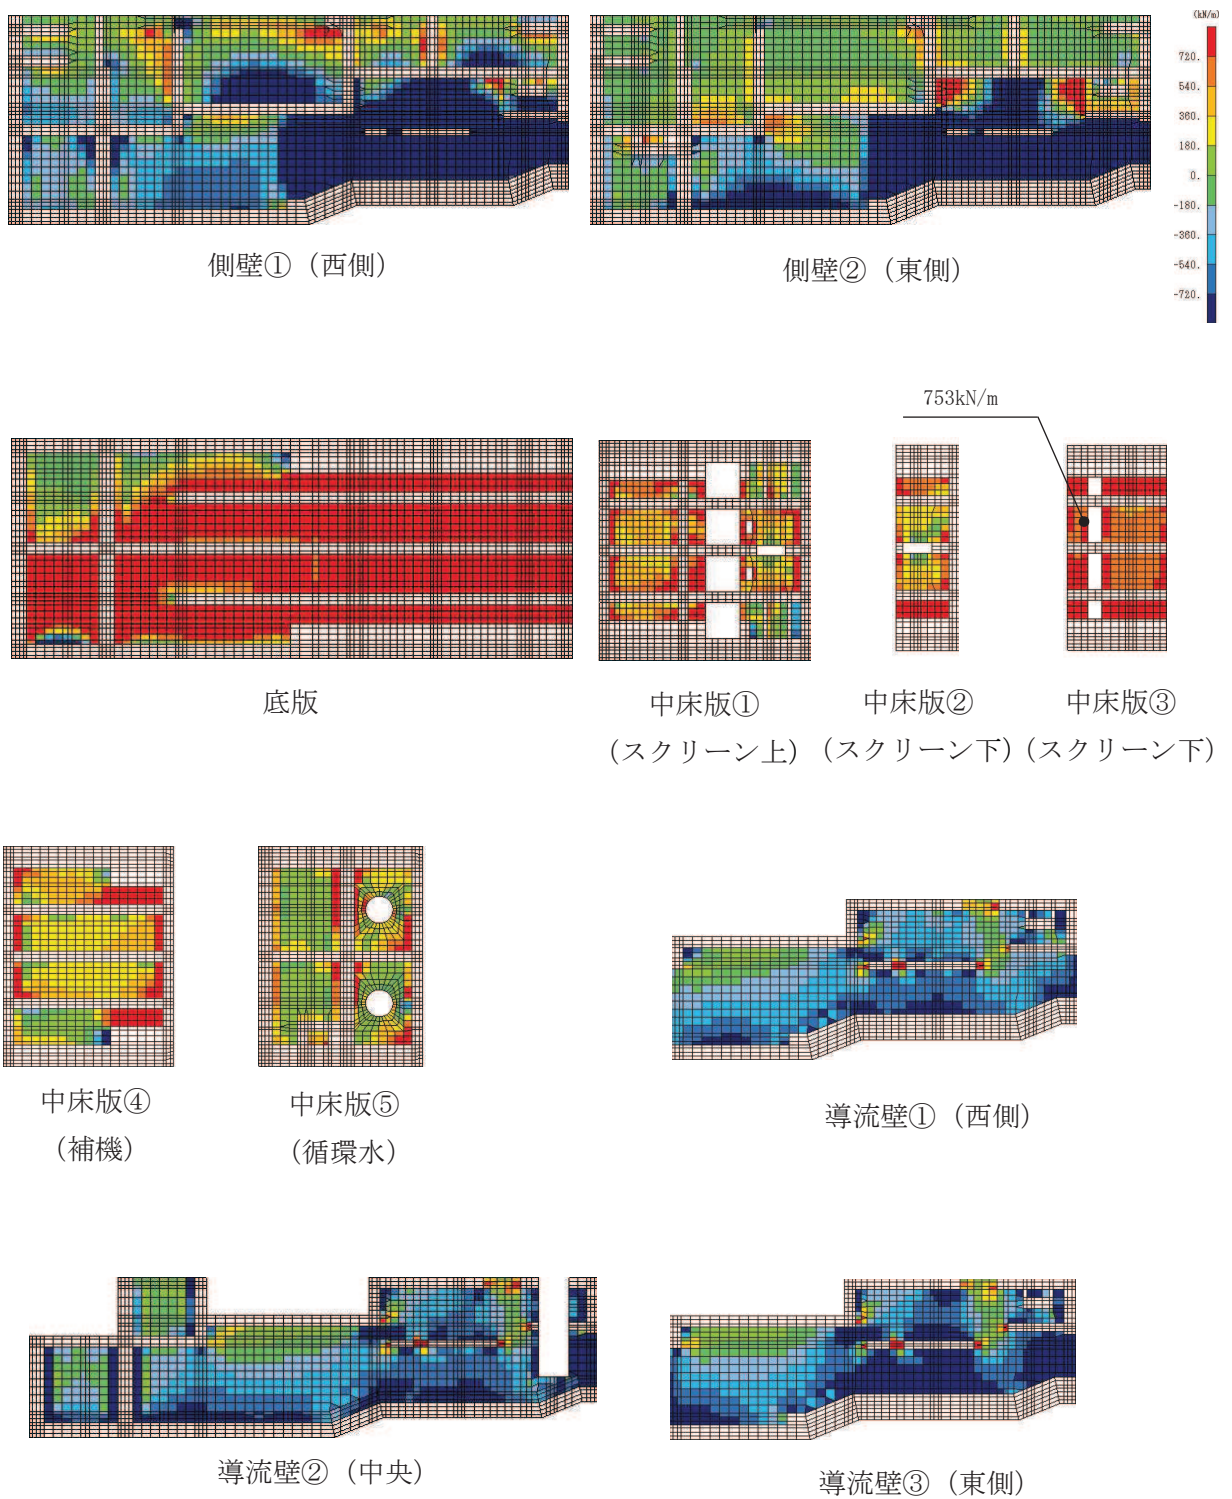 (kN/m)
720.
540.
360.
180.
0.
-180.
-360.
-540.
-720.
側壁①（西側）
側壁②（東側）
753kN/m
底版
中床版①
（スクリーン上）
中床版②
（スクリーン下）
中床版③
（スクリーン下）
中床版④
（補機）
中床版⑤
（循環水）
導流壁①（西側）
導流壁②（中央）
導流壁③（東側）